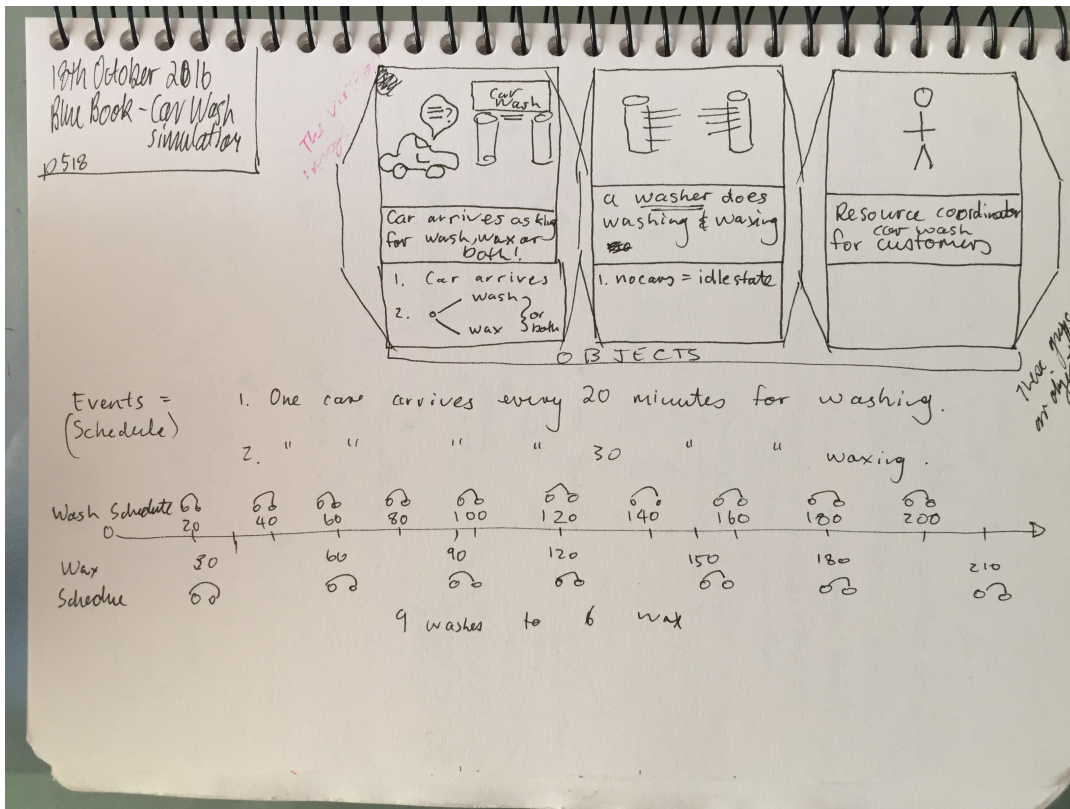 18th October 2016
Blue Book - Car Wash
simulation
p518
The
Car
Wash
?
Car arrives asking
for wash, wax or
both!
1. Car arrives
2.
wash
wax
or
both
a washer does
washing & waxing
1. no cars = idle state
Resource coordinator
car wash
for customers
OBJECTS
Events =
(Schedule)
1. One care arrives every 20 minutes for washing.
2. " " " " 30 " " waxing.
Wash Schedule
0 20 40 60 80 100 120 140 160 180 200
30 60 90 120 150 180 210
Wax
Schedue
9 washes to 6 wax